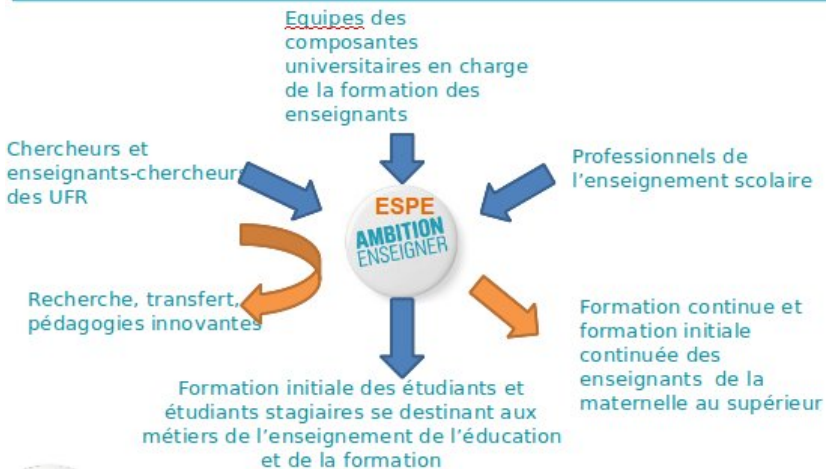 Equipes des
composantes
universitaires en charge
de la formation des
enseignants
Chercheurs et
enseignants-chercheurs
des UFR
Professionnels de
l’enseignement scolaire
ESPE
AMBITION
ENSEIGNER
Recherche, transfert,
pédagogies innovantes
Formation continue et
formation initiale
continuée des
enseignants de la
maternelle au supérieur
Formation initiale des étudiants et
étudiants stagiaires se destinant aux
métiers de l’enseignement de l’éducation
et de la formation